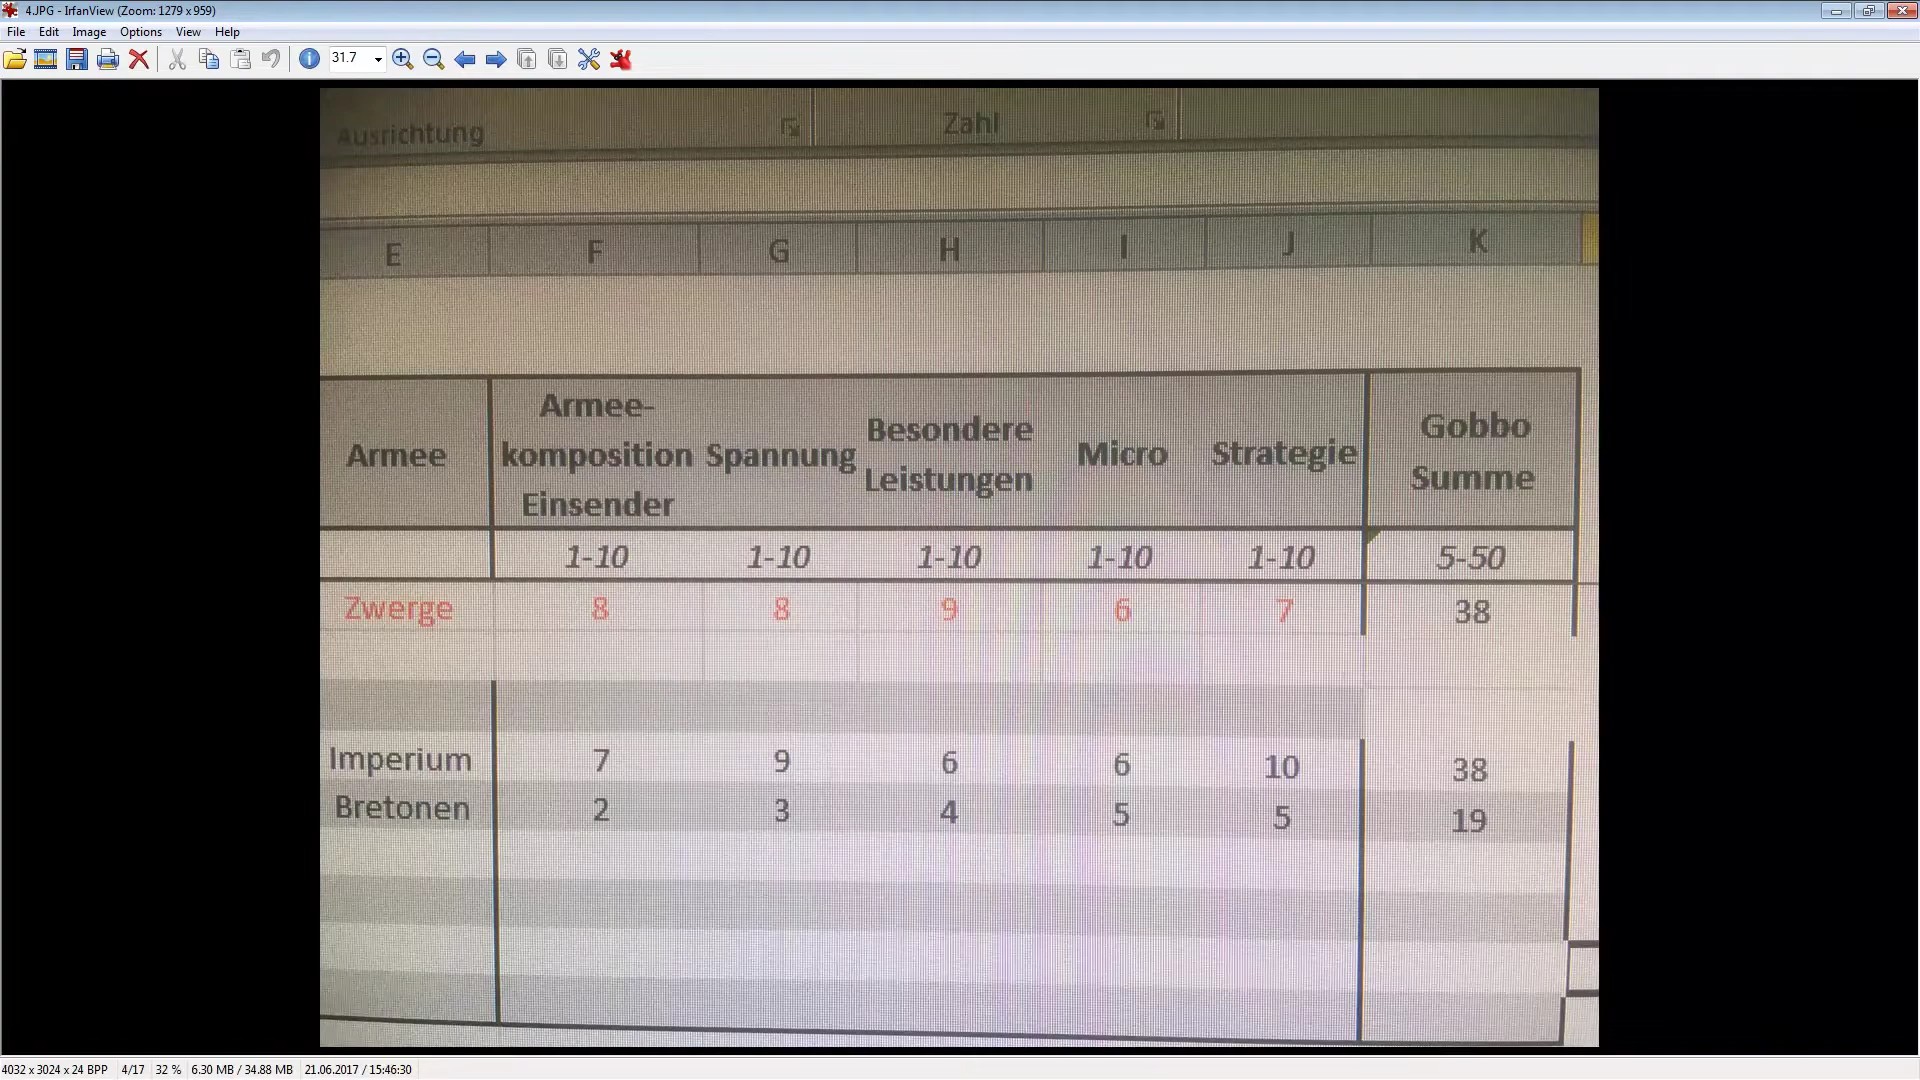 4.JPG - IrfanView (Zoom: 1279 x 959)
File Edit Image Options View Help
31.7
Ausrichtung Zahl
E F G H I J K
Armee Armee-komposition Einsender Spannung Besondere Leistungen Micro Strategie Gobbo Summe
1-10 1-10 1-10 1-10 1-10 5-50
Zwerge 8 8 9 6 7 38
Imperium 7 9 6 6 10 38
Bretonen 2 3 4 5 5 19
4032 x 3024 x 24 BPP 4/17 32 % 6.30 MB / 34.88 MB 21.06.2017 / 15:46:30